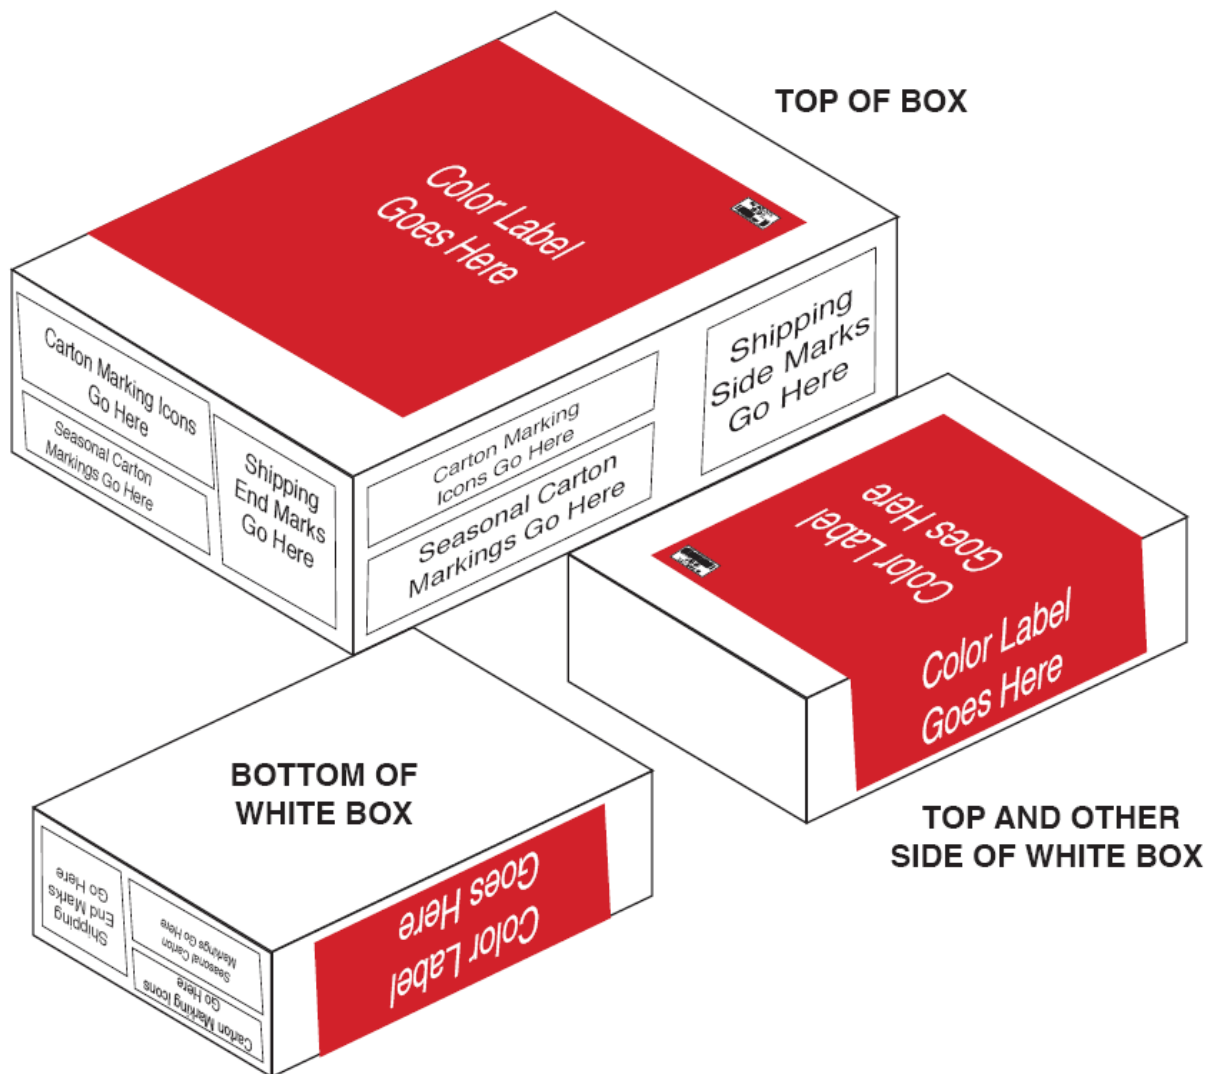 TOP OF BOX
Color Label
Goes Here
Carton Marking Icons
Go Here
Seasonal Carton
Markings Go Here
Shipping
End Marks
Go Here
Carton Marking
Icons Go Here
Seasonal Carton
Markings Go Here
Shipping
Side Marks
Go Here
Color Label
Goes Here
Color Label
Goes Here
TOP AND OTHER
SIDE OF WHITE BOX
BOTTOM OF
WHITE BOX
Shipping
End Marks
Go Here
Seasonal Carton
Markings Go Here
Carton Marking Icons
Go Here
Color Label
Goes Here